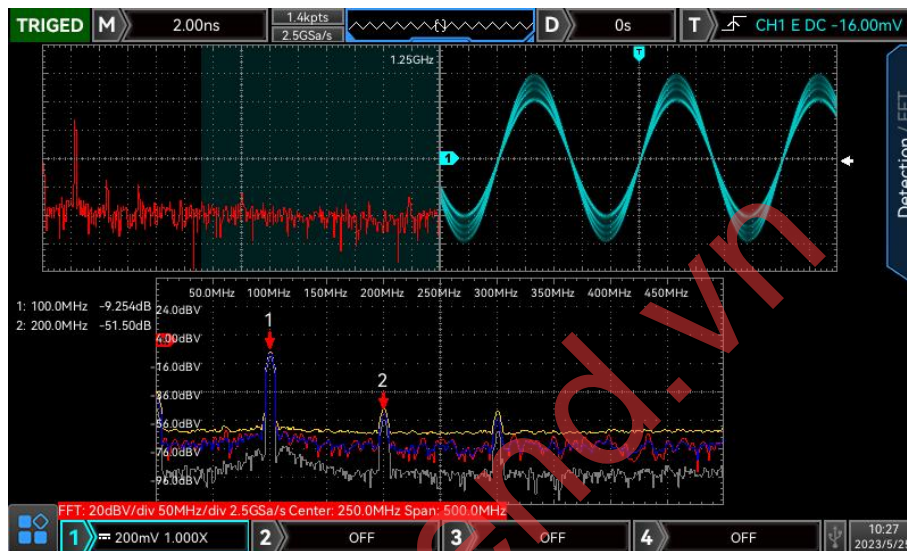 TRIGED M 2.00ns 1.4kpts 2.5GSa/s D 0s T CH1 E DC -16.00mV
1.25GHz
T
1
Detection / FFT
50.0MHz 100MHz 150MHz 200MHz 250MHz 300MHz 350MHz 400MHz 450MHz
1: 100.0MHz -9.254dB
2: 200.0MHz -51.50dB
24.0dBV
1
4.00dBV
-16.0dBV
2
-36.0dBV
-56.0dBV
-76.0dBV
-96.0dBV
FFT: 20dBV/div 50MHz/div 2.5GSa/s Center: 250.0MHz Span: 500.0MHz
1 200mV 1.000X 2 OFF 3 OFF 4 OFF 10:27
2023/5/25
end.vn